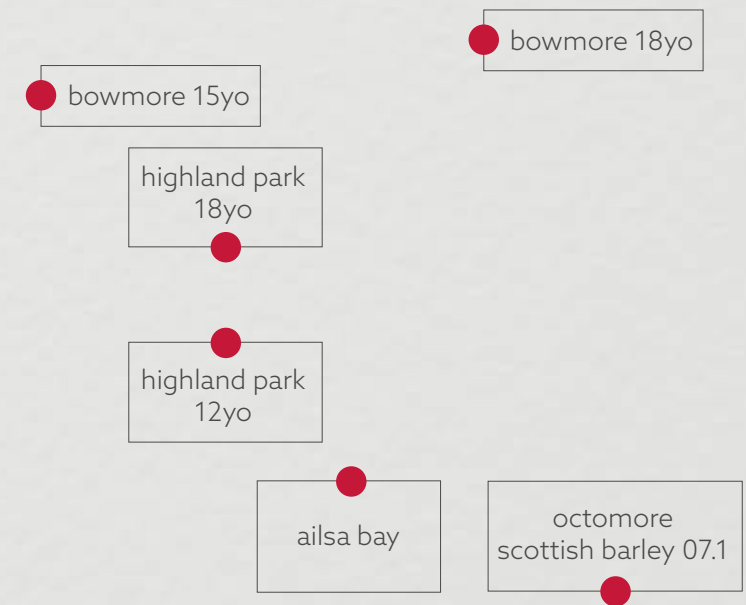 bowmore 18yo
bowmore 15yo
highland park
18yo
highland park
12yo
ailsa bay
octomore
scottish barley 07.1